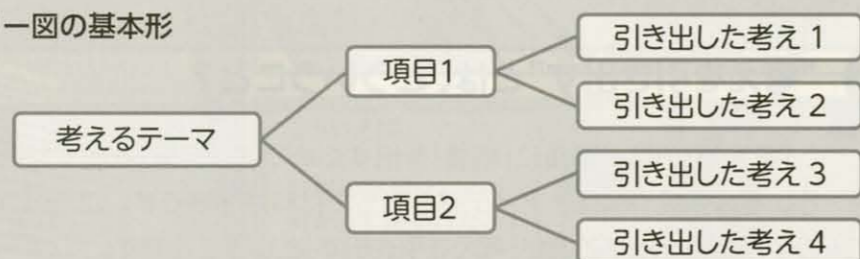 ー図の基本形
考えるテーマ
項目1
引き出した考え 1
引き出した考え 2
項目2
引き出した考え 3
引き出した考え 4